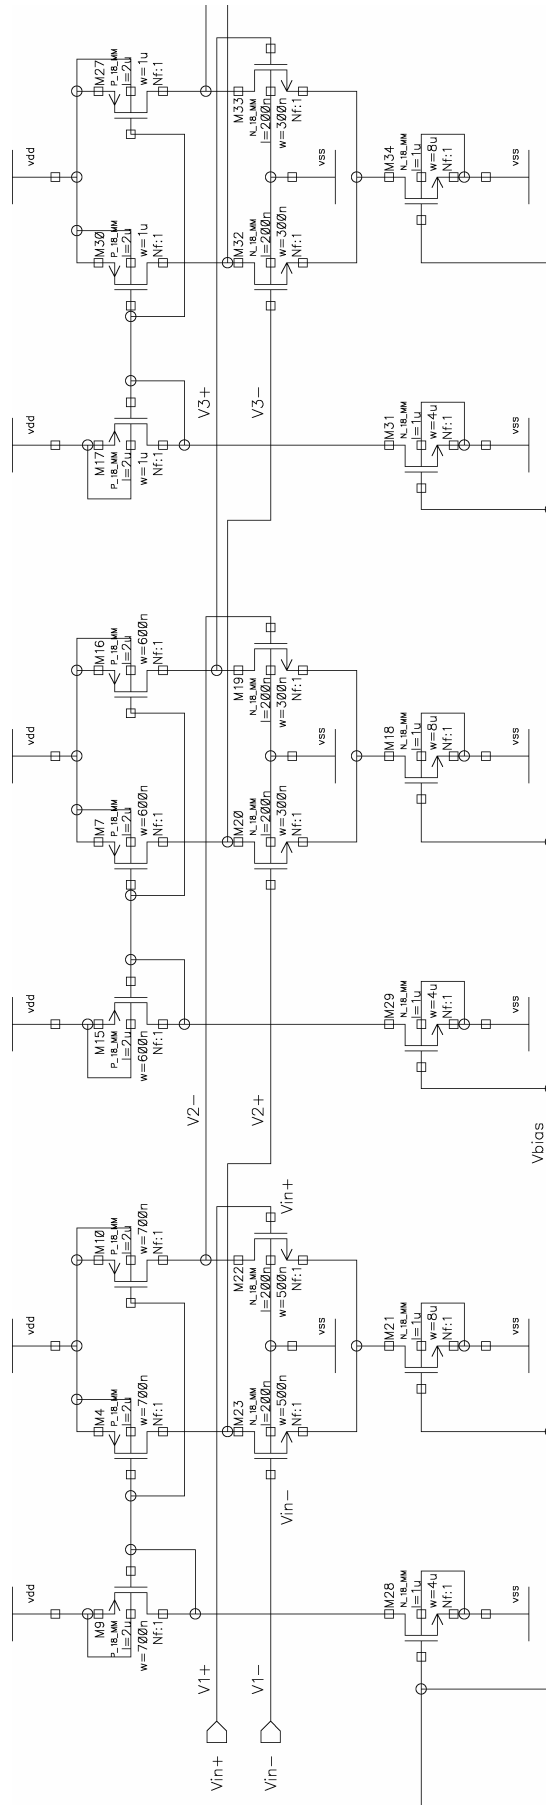 vdd
M9
P_18_MM
l=2u
w=700n
Nf:1
vdd
M4
P_18_MM
l=2u
w=700n
Nf:1
M10
P_18_MM
l=2u
w=700n
Nf:1
vdd
M15
P_18_MM
l=2u
w=600n
Nf:1
vdd
M7
P_18_MM
l=2u
w=600n
Nf:1
M16
P_18_MM
l=2u
w=600n
Nf:1
vdd
M17
P_18_MM
l=2u
w=1u
Nf:1
vdd
M30
P_18_MM
l=2u
w=1u
Nf:1
M27
P_18_MM
l=2u
w=1u
Nf:1
Vin+
V1+
V2-
V3+
Vin-
V1-
V2+
V3-
M23
N_18_MM
l=200n
w=500n
Nf:1
Vin-
M22
N_18_MM
l=200n
w=500n
Nf:1
Vin+
vss
M20
N_18_MM
l=200n
w=300n
Nf:1
M19
N_18_MM
l=200n
w=300n
Nf:1
vss
M32
N_18_MM
l=200n
w=300n
Nf:1
M33
N_18_MM
l=200n
w=300n
Nf:1
vss
M28
N_18_MM
l=1u
w=4u
Nf:1
vss
M21
N_18_MM
l=1u
w=8u
Nf:1
vss
M29
N_18_MM
l=1u
w=4u
Nf:1
vss
M18
N_18_MM
l=1u
w=8u
Nf:1
vss
M31
N_18_MM
l=1u
w=4u
Nf:1
vss
M34
N_18_MM
l=1u
w=8u
Nf:1
vss
Vbias